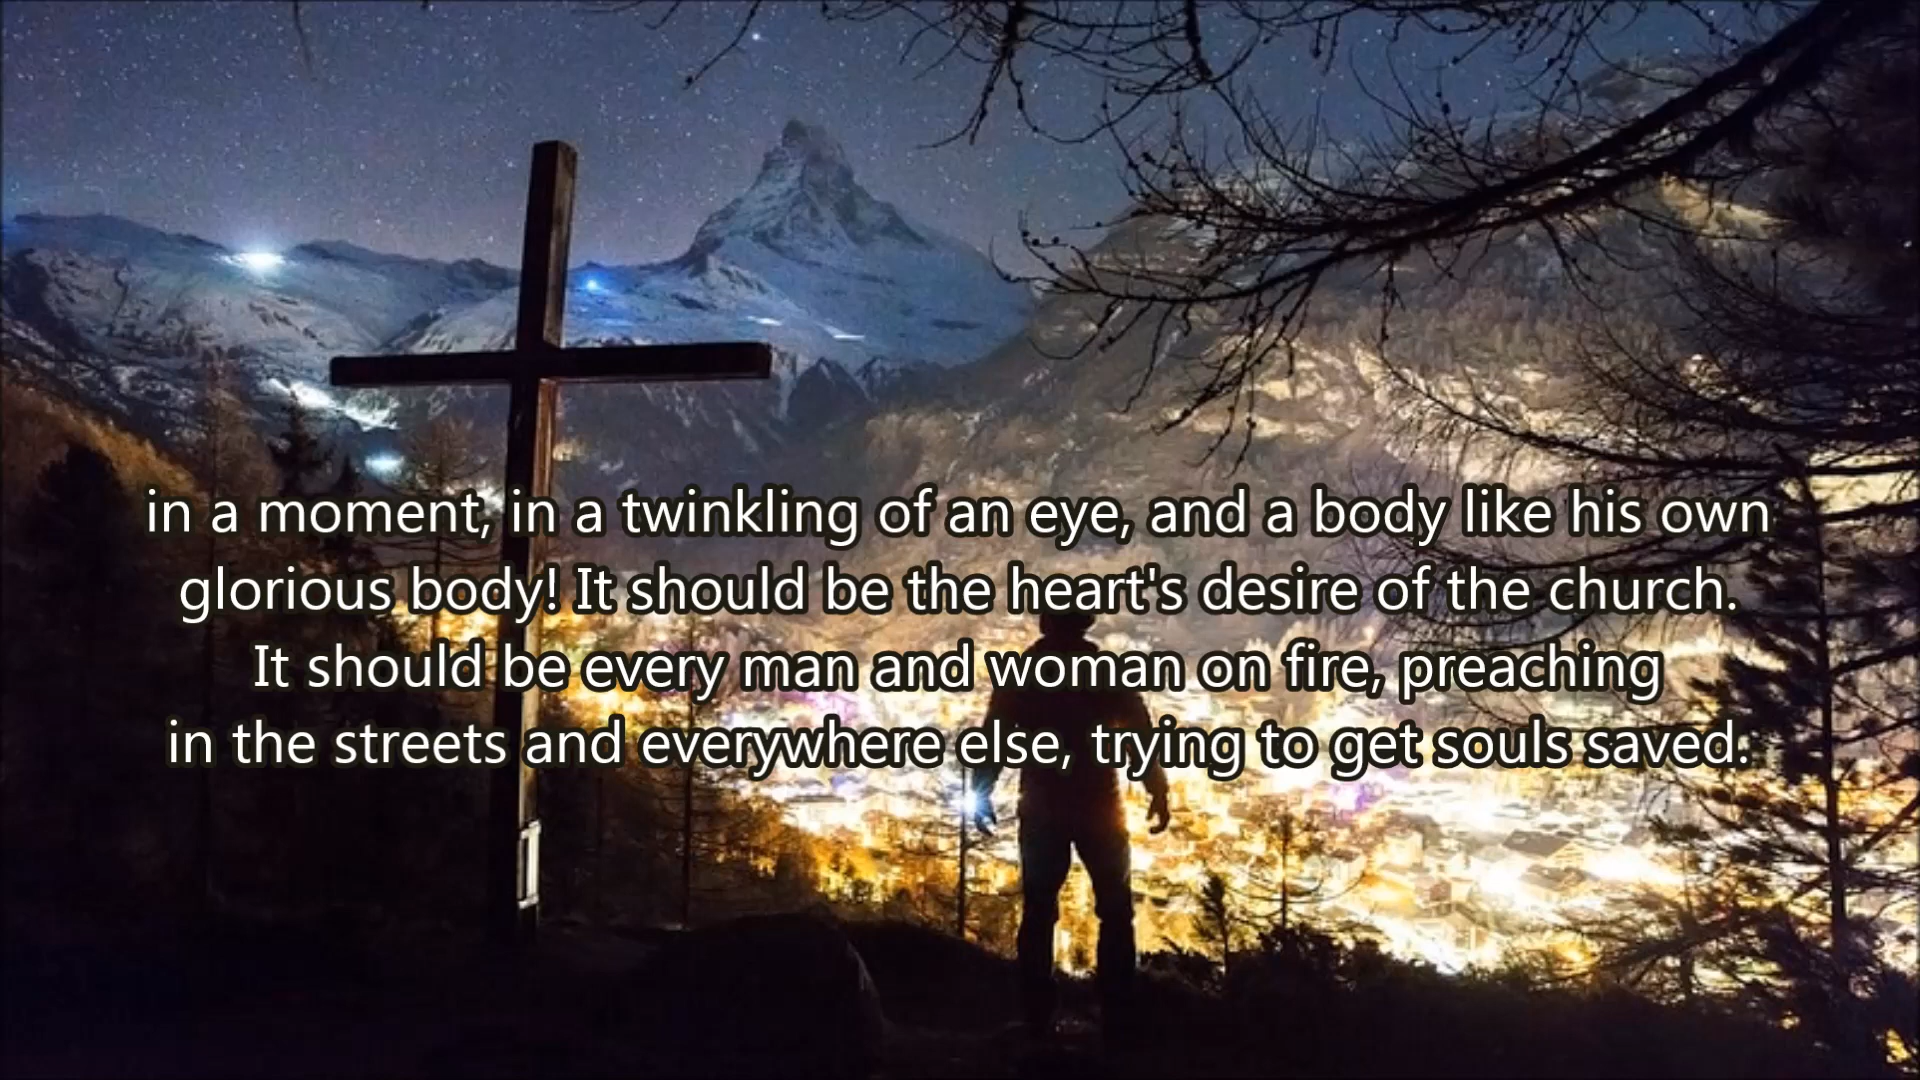 in a moment, in a twinkling of an eye, and a body like his own
glorious body! It should be the heart's desire of the church.
It should be every man and woman on fire, preaching
in the streets and everywhere else, trying to get souls saved.